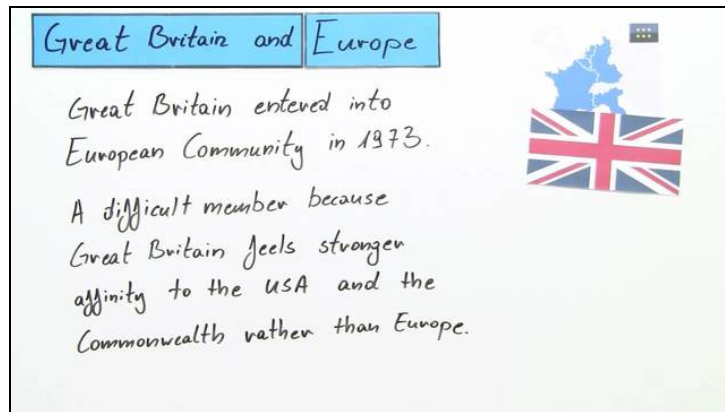 Great Britain and Europe
Great Britain entered into
European Community in 1973.
A difficult member because
Great Britain feels stronger
affinity to the USA and the
Commonwealth rather than Europe.